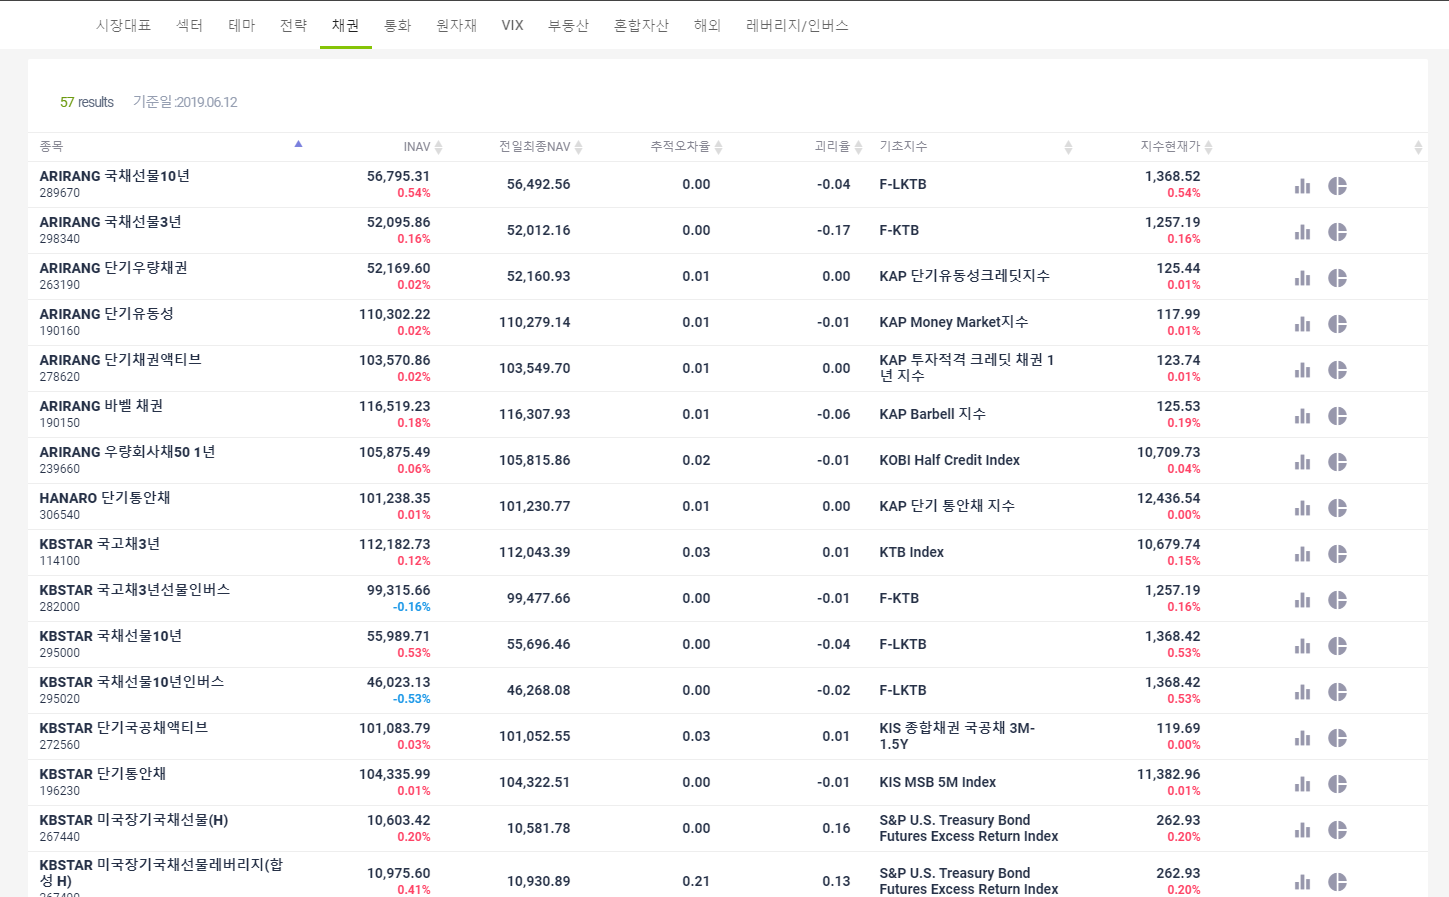 시장대표 섹터 테마 전략 채권 통화 원자재 VIX 부동산 혼합자산 해외 레버리지/인버스
57 results 기준일:2019.06.12
종목 INAV 전일최종NAV 추적오차율 괴리율 기초지수 지수현재가
ARIRANG 국채선물10년 56,795.31 56,492.56 0.00 -0.04 F-LKTB 1,368.52
289670 0.54% 0.54%
ARIRANG 국채선물3년 52,095.86 52,012.16 0.00 -0.17 F-KTB 1,257.19
298340 0.16% 0.16%
ARIRANG 단기우량채권 52,169.60 52,160.93 0.01 0.00 KAP 단기유동성크레딧지수 125.44
263190 0.02% 0.01%
ARIRANG 단기유동성 110,302.22 110,279.14 0.01 -0.01 KAP Money Market지수 117.99
190160 0.02% 0.01%
ARIRANG 단기채권액티브 103,570.86 103,549.70 0.01 0.00 KAP 투자적격 크레딧 채권 1 123.74
278620 0.02% 년 지수 0.01%
ARIRANG 바벨 채권 116,519.23 116,307.93 0.01 -0.06 KAP Barbell 지수 125.53
190150 0.18% 0.19%
ARIRANG 우량회사채50 1년 105,875.49 105,815.86 0.02 -0.01 KOBI Half Credit Index 10,709.73
239660 0.06% 0.04%
HANARO 단기통안채 101,238.35 101,230.77 0.01 0.00 KAP 단기 통안채 지수 12,436.54
306540 0.01% 0.00%
KBSTAR 국고채3년 112,182.73 112,043.39 0.03 0.01 KTB Index 10,679.74
114100 0.12% 0.15%
KBSTAR 국고채3년선물인버스 99,315.66 99,477.66 0.00 -0.01 F-KTB 1,257.19
282000 -0.16% 0.16%
KBSTAR 국채선물10년 55,989.71 55,696.46 0.00 -0.04 F-LKTB 1,368.42
295000 0.53% 0.53%
KBSTAR 국채선물10년인버스 46,023.13 46,268.08 0.00 -0.02 F-LKTB 1,368.42
295020 -0.53% 0.53%
KBSTAR 단기국공채액티브 101,083.79 101,052.55 0.03 0.01 KIS 종합채권 국공채 3M- 119.69
272560 0.03% 1.5Y 0.00%
KBSTAR 단기통안채 104,335.99 104,322.51 0.00 -0.01 KIS MSB 5M Index 11,382.96
196230 0.01% 0.01%
KBSTAR 미국장기국채선물(H) 10,603.42 10,581.78 0.00 0.16 S&P U.S. Treasury Bond 262.93
267440 0.20% Futures Excess Return Index 0.20%
KBSTAR 미국장기국채선물레버리지(합 10,975.60 10,930.89 0.21 0.13 S&P U.S. Treasury Bond 262.93
성 H) 0.41% Futures Excess Return Index 0.20%